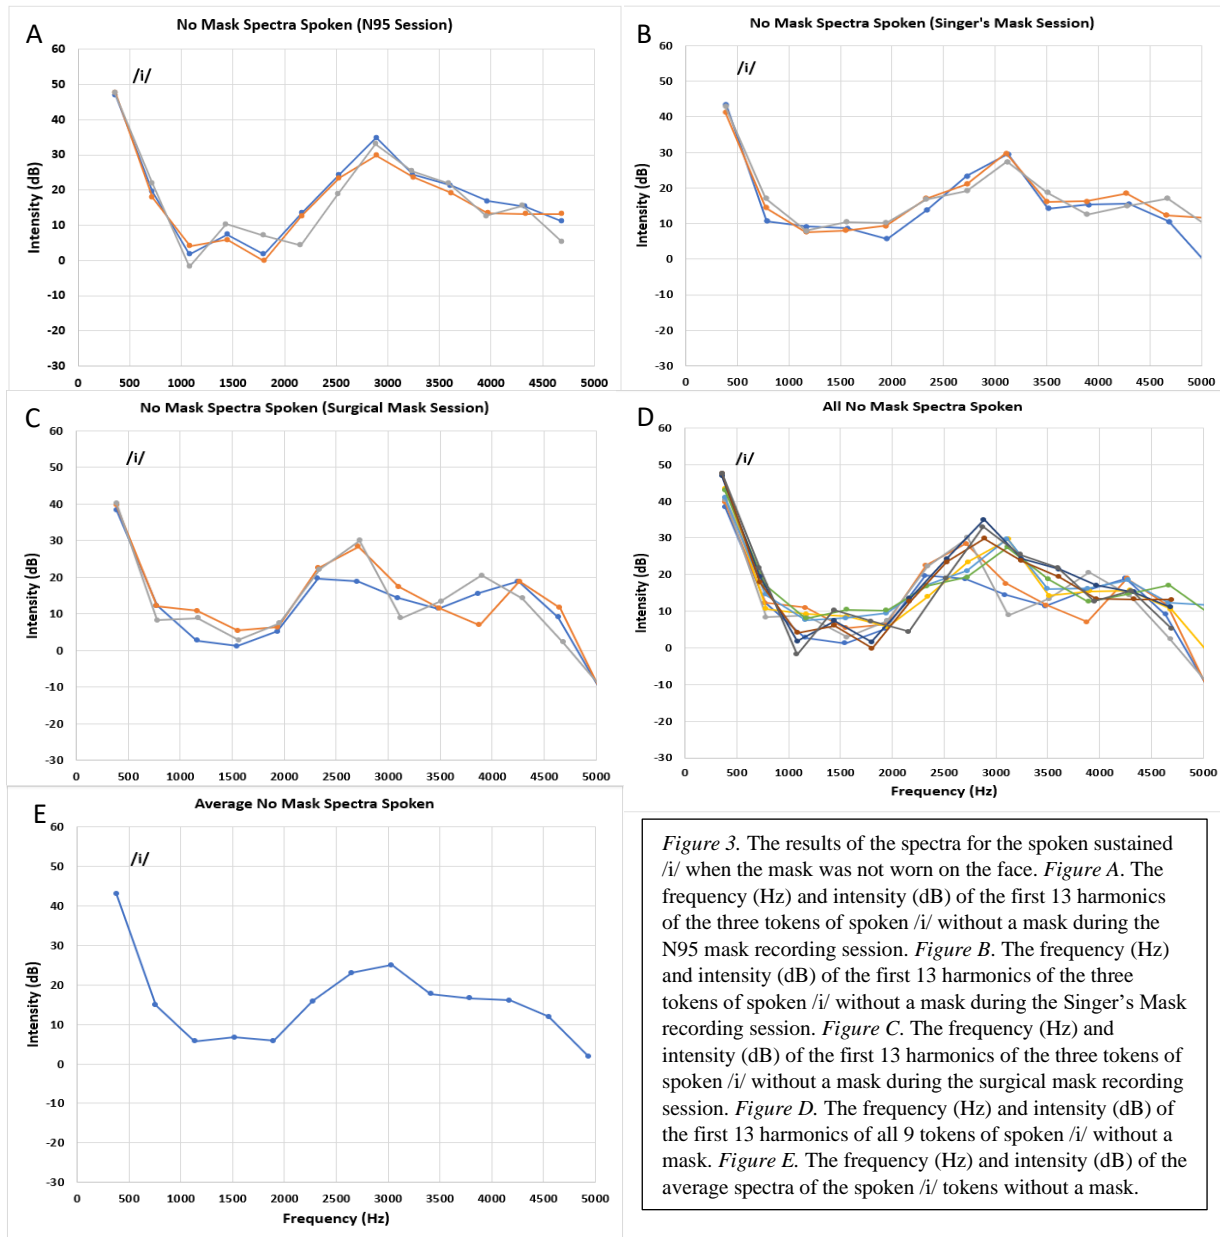 A
No Mask Spectra Spoken (N95 Session)
/i/
Intensity (dB)
60
50
40
30
20
10
0
-10
-20
-30
0 500 1000 1500 2000 2500 3000 3500 4000 4500 5000
B
No Mask Spectra Spoken (Singer's Mask Session)
/i/
Intensity (dB)
60
50
40
30
20
10
0
-10
-20
-30
0 500 1000 1500 2000 2500 3000 3500 4000 4500 5000
C
No Mask Spectra Spoken (Surgical Mask Session)
/i/
Intensity (dB)
60
50
40
30
20
10
0
-10
-20
-30
0 500 1000 1500 2000 2500 3000 3500 4000 4500 5000
D
All No Mask Spectra Spoken
/i/
Intensity (dB)
60
50
40
30
20
10
0
-10
-20
-30
0 500 1000 1500 2000 2500 3000 3500 4000 4500 5000
Frequency (Hz)
E
Average No Mask Spectra Spoken
/i/
Intensity (dB)
60
50
40
30
20
10
0
-10
-20
-30
0 500 1000 1500 2000 2500 3000 3500 4000 4500 5000
Frequency (Hz)
Figure 3. The results of the spectra for the spoken sustained
/i/ when the mask was not worn on the face. Figure A. The
frequency (Hz) and intensity (dB) of the first 13 harmonics
of the three tokens of spoken /i/ without a mask during the
N95 mask recording session. Figure B. The frequency (Hz)
and intensity (dB) of the first 13 harmonics of the three
tokens of spoken /i/ without a mask during the Singer’s Mask
recording session. Figure C. The frequency (Hz) and
intensity (dB) of the first 13 harmonics of the three tokens of
spoken /i/ without a mask during the surgical mask recording
session. Figure D. The frequency (Hz) and intensity (dB) of
the first 13 harmonics of all 9 tokens of spoken /i/ without a
mask. Figure E. The frequency (Hz) and intensity (dB) of the
average spectra of the spoken /i/ tokens without a mask.